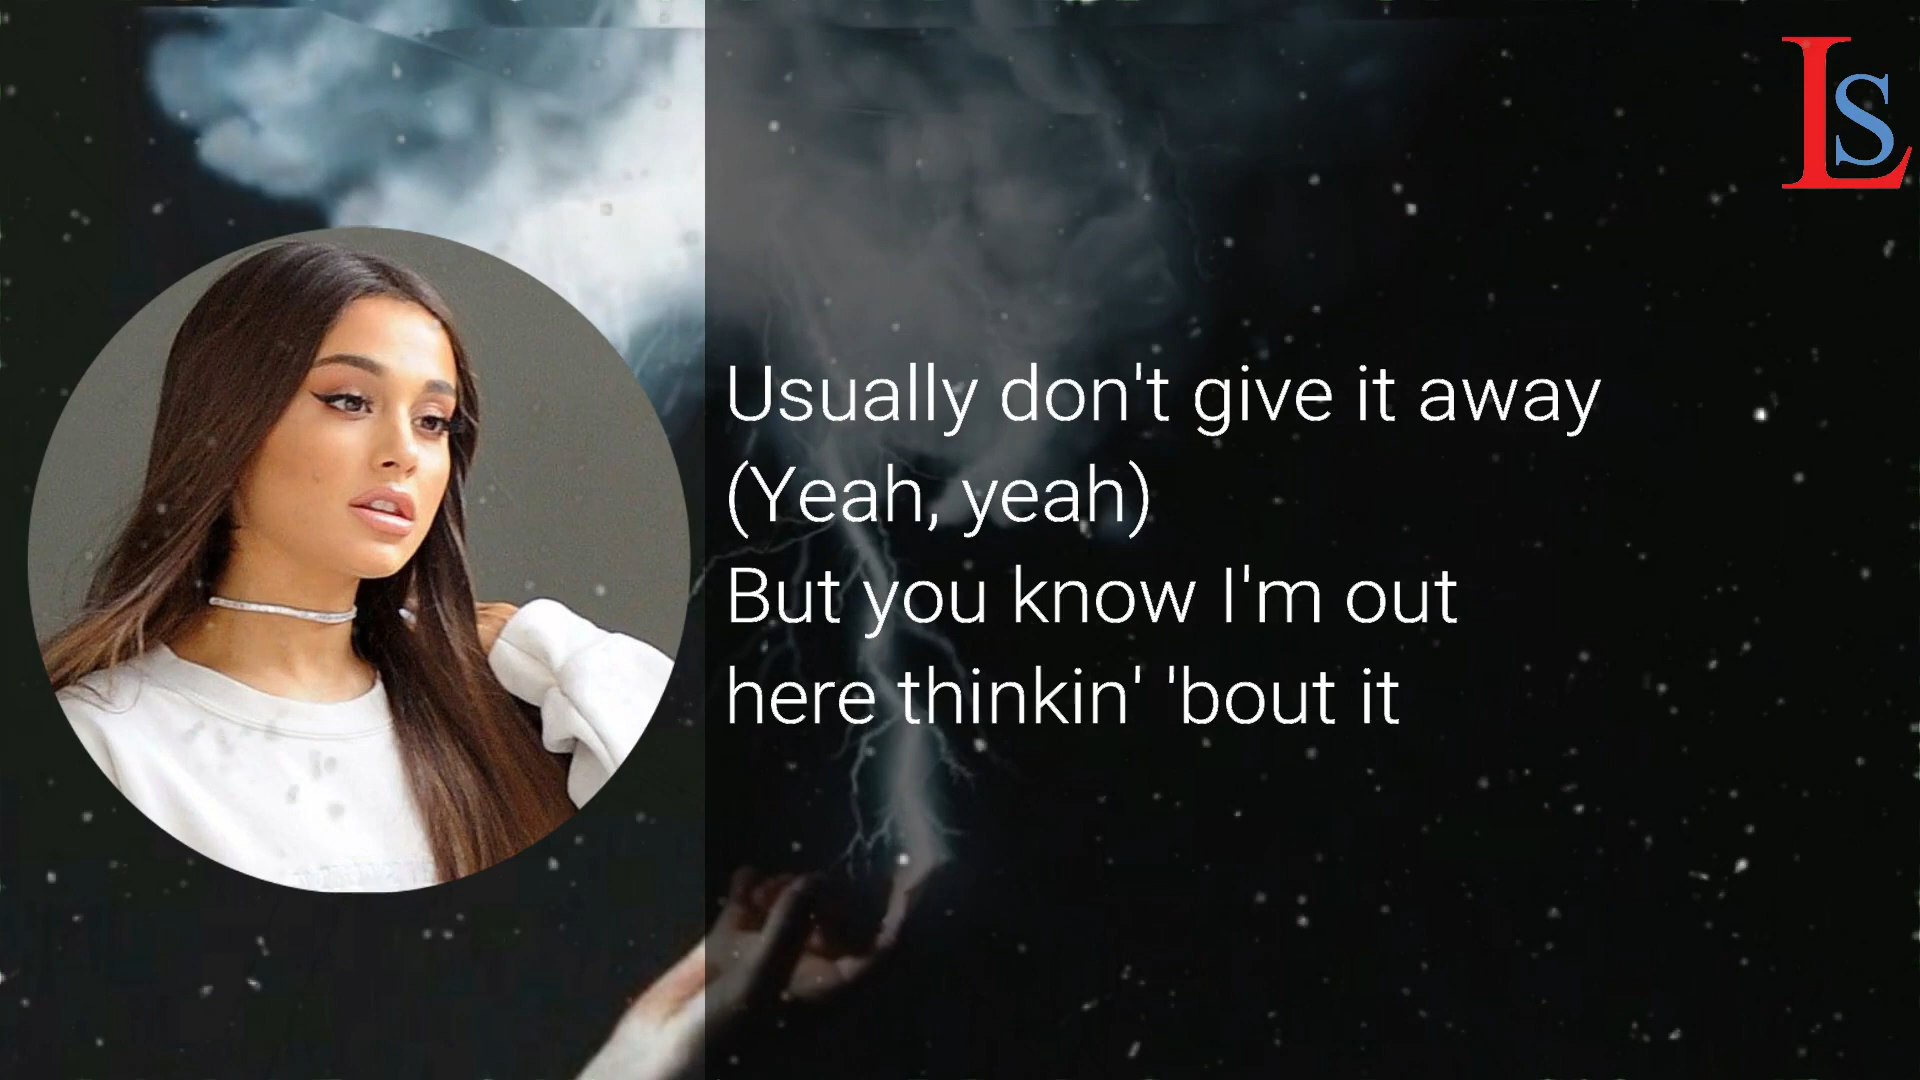 LS
Usually don't give it away
(Yeah, yeah)
But you know I'm out
here thinkin' 'bout it